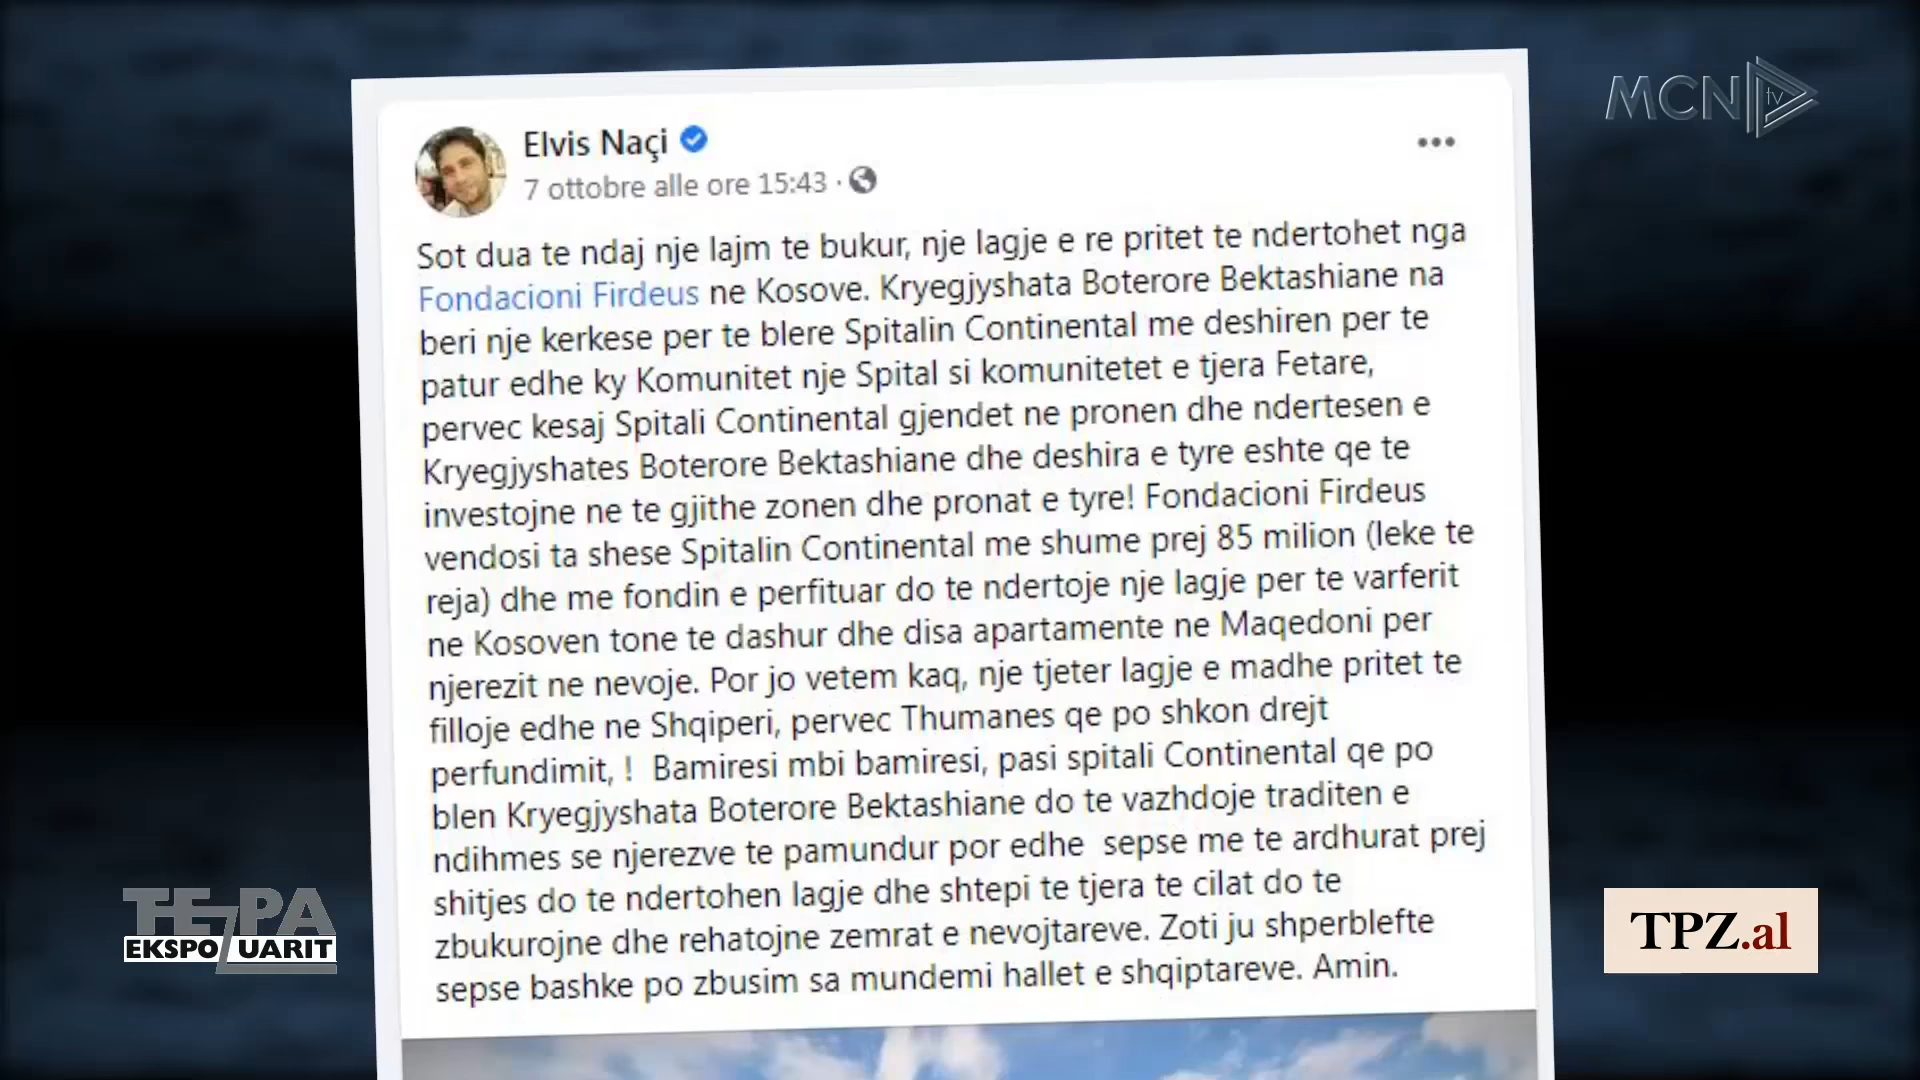 MCN tv
Elvis Naçi
7 ottobre alle ore 15:43 ·
Sot dua te ndaj nje lajm te bukur, nje lagje e re pritet te ndertohet nga
Fondacioni Firdeus ne Kosove. Kryegjyshata Boterore Bektashiane na
beri nje kerkese per te blere Spitalin Continental me deshiren per te
patur edhe ky Komunitet nje Spital si komunitetet e tjera Fetare,
pervec kesaj Spitali Continental gjendet ne pronen dhe ndertesen e
Kryegjyshates Boterore Bektashiane dhe deshira e tyre eshte qe te
investojne ne te gjithe zonen dhe pronat e tyre! Fondacioni Firdeus
vendosi ta shese Spitalin Continental me shume prej 85 milion (leke te
reja) dhe me fondin e perfituar do te ndertoje nje lagje per te varferit
ne Kosoven tone te dashur dhe disa apartamente ne Maqedoni per
njerezit ne nevoje. Por jo vetem kaq, nje tjeter lagje e madhe pritet te
filloje edhe ne Shqiperi, pervec Thumanes qe po shkon drejt
perfundimit, !  Bamiresi mbi bamiresi, pasi spitali Continental qe po
blen Kryegjyshata Boterore Bektashiane do te vazhdoje traditen e
ndihmes se njerezve te pamundur por edhe  sepse me te ardhurat prej
shitjes do te ndertohen lagje dhe shtepi te tjera te cilat do te
zbukurojne dhe rehatojne zemrat e nevojtareve. Zoti ju shperblefte
sepse bashke po zbusim sa mundemi hallet e shqiptareve. Amin.
TE PA
EKSPOZUARIT
TPZ.al